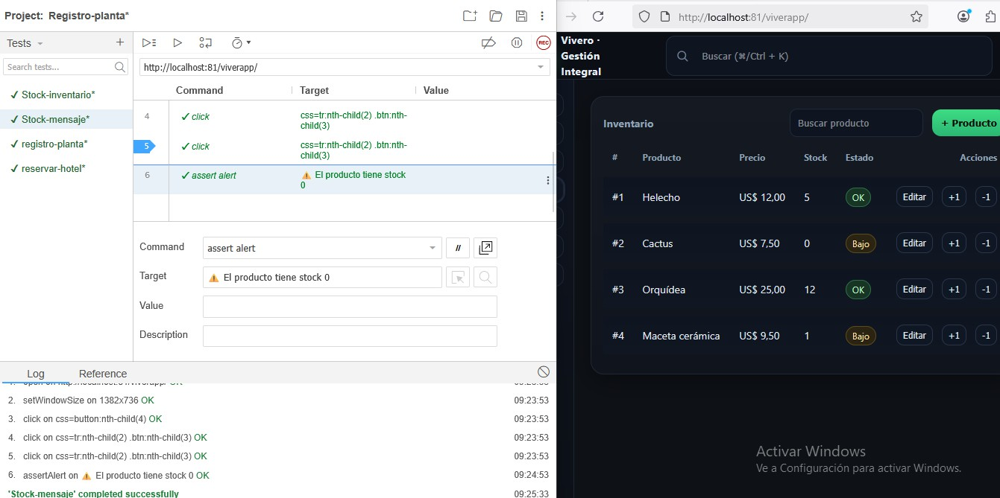 Project: Registro-planta*
Tests
Search tests...
✓ Stock-inventario*
✓ Stock-mensaje*
✓ registro-planta*
✓ reservar-hotel*
REC
http://localhost:81/viverapp/
Command Target Value
4 ✓ click css=tr:nth-child(2) .btn:nth-
child(3)
5 ✓ click css=tr:nth-child(2) .btn:nth-
child(3)
6 ✓ assert alert ⚠️ El producto tiene stock
0
Command assert alert //
Target ⚠️ El producto tiene stock 0
Value
Description
Log Reference
1. open on http://localhost:81/viverapp/ OK 09:23:53
2. setWindowSize on 1382x736 OK 09:23:53
3. click on css=button:nth-child(4) OK 09:23:53
4. click on css=tr:nth-child(2) .btn:nth-child(3) OK 09:23:53
5. click on css=tr:nth-child(2) .btn:nth-child(3) OK 09:23:53
6. assertAlert on ⚠️ El producto tiene stock 0 OK 09:24:53
'Stock-mensaje' completed successfully 09:25:33
http://localhost:81/viverapp/
Vivero ·
Gestión
Integral
Buscar (⌘/Ctrl + K)
Inventario Buscar producto + Producto
# Producto Precio Stock Estado Acciones
#1 Helecho US$ 12,00 5 OK Editar +1 -1
#2 Cactus US$ 7,50 0 Bajo Editar +1 -1
#3 Orquídea US$ 25,00 12 OK Editar +1 -1
#4 Maceta cerámica US$ 9,50 1 Bajo Editar +1 -1
Activar Windows
Ve a Configuración para activar Windows.